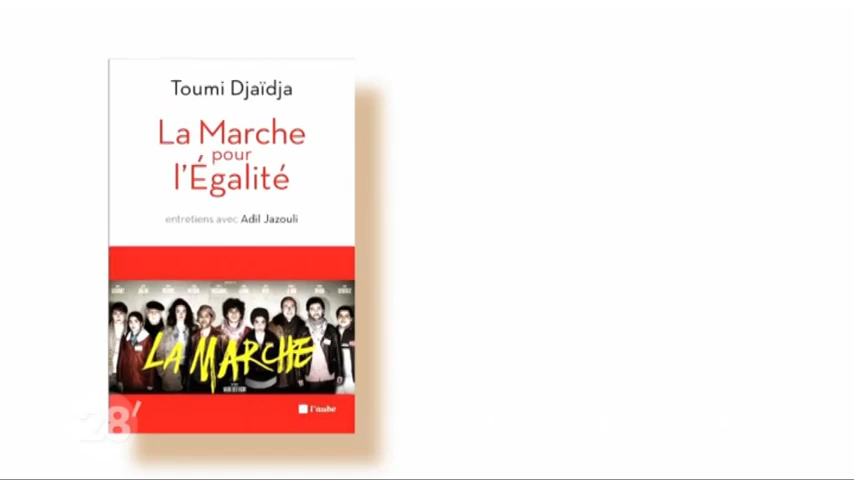 Toumi Djaïdja
La Marche
pour
l'Égalité
entretiens avec Adil Jazouli
LA MARCHE
l'aube
28'